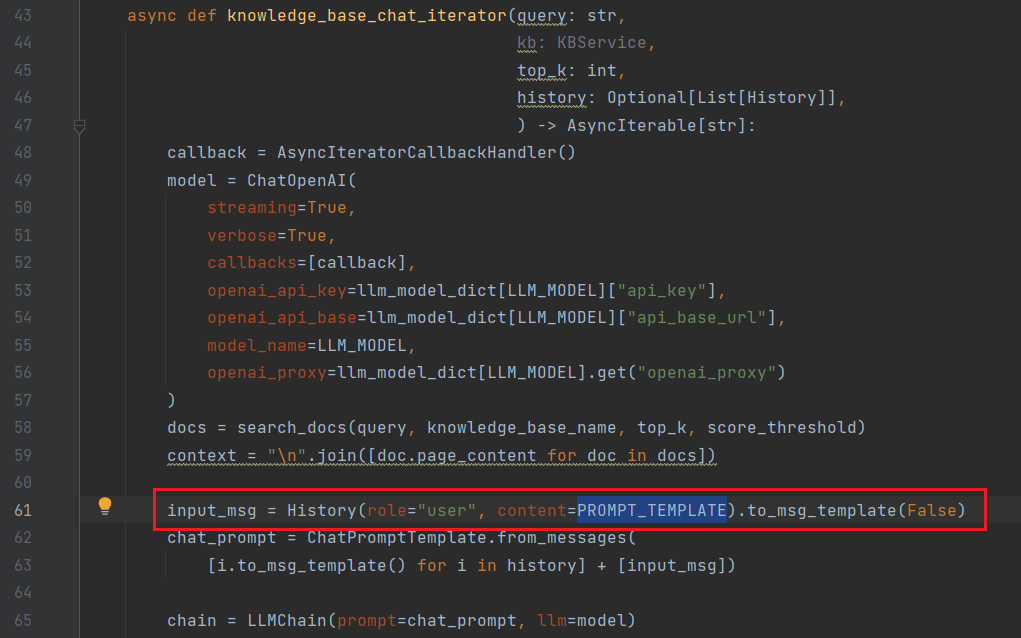 43 async def knowledge_base_chat_iterator(query: str,
44 kb: KBService,
45 top_k: int,
46 history: Optional[List[History]],
47 ) -> AsyncIterable[str]:
48 callback = AsyncIteratorCallbackHandler()
49 model = ChatOpenAI(
50 streaming=True,
51 verbose=True,
52 callbacks=[callback],
53 openai_api_key=llm_model_dict[LLM_MODEL]["api_key"],
54 openai_api_base=llm_model_dict[LLM_MODEL]["api_base_url"],
55 model_name=LLM_MODEL,
56 openai_proxy=llm_model_dict[LLM_MODEL].get("openai_proxy")
57 )
58 docs = search_docs(query, knowledge_base_name, top_k, score_threshold)
59 context = "\n".join([doc.page_content for doc in docs])
60
61 input_msg = History(role="user", content=PROMPT_TEMPLATE).to_msg_template(False)
62 chat_prompt = ChatPromptTemplate.from_messages(
63 [i.to_msg_template() for i in history] + [input_msg])
64
65 chain = LLMChain(prompt=chat_prompt, llm=model)